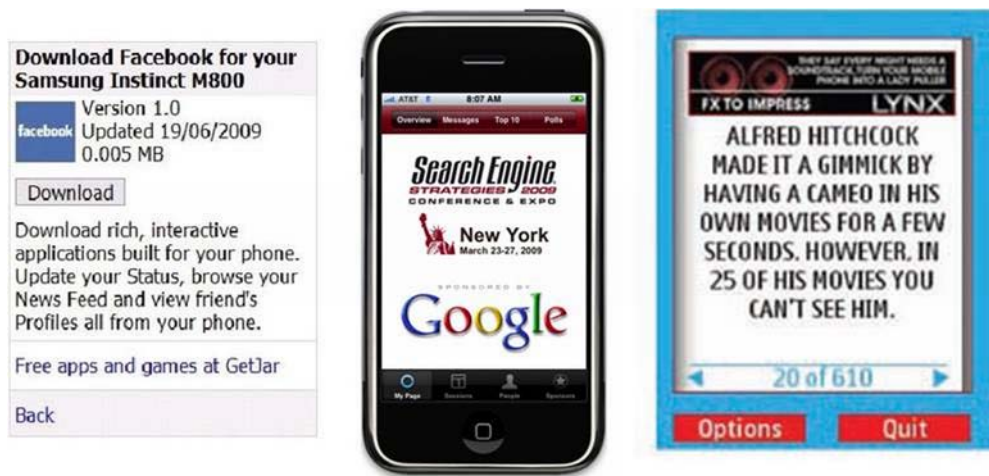 Download Facebook for your
Samsung Instinct M800
facebook
Version 1.0
Updated 19/06/2009
0.005 MB
Download
Download rich, interactive
applications built for your phone.
Update your Status, browse your
News Feed and view friend's
Profiles all from your phone.
Free apps and games at GetJar
Back
AT&T 8:07 AM
Overview Messages Top 10 Polls
Search Engine
STRATEGIES 2009
CONFERENCE & EXPO
New York
March 23-27, 2009
SPONSORED BY
Google
My Page Sessions People Sponsors
THEY SAY EVERY NIGHT NEEDS A
SOUNDTRACK, TURN YOUR MOBILE
PHONE INTO A LADY PULLER
FX TO IMPRESS LYNX
ALFRED HITCHCOCK
MADE IT A GIMMICK BY
HAVING A CAMEO IN HIS
OWN MOVIES FOR A FEW
SECONDS. HOWEVER, IN
25 OF HIS MOVIES YOU
CAN'T SEE HIM.
20 of 610
Options Quit